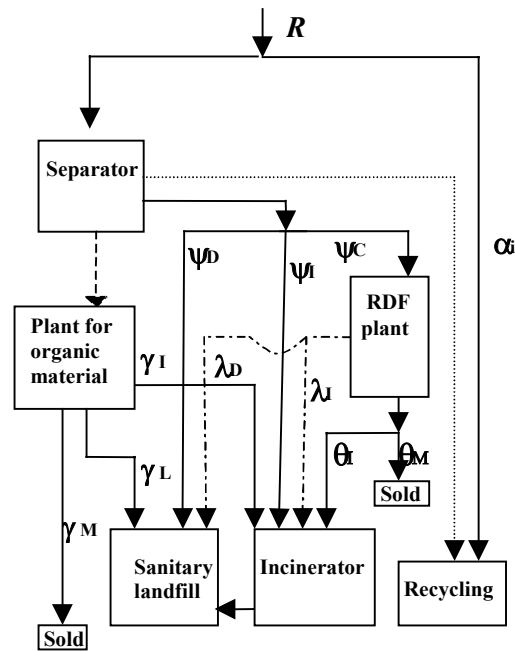 R
Separator
αi
ψD
ψI
ψC
RDF
plant
Plant for
organic
material
γI
λD
λI
θI
θM
Sold
γL
γM
Sanitary
landfill
Incinerator
Recycling
Sold